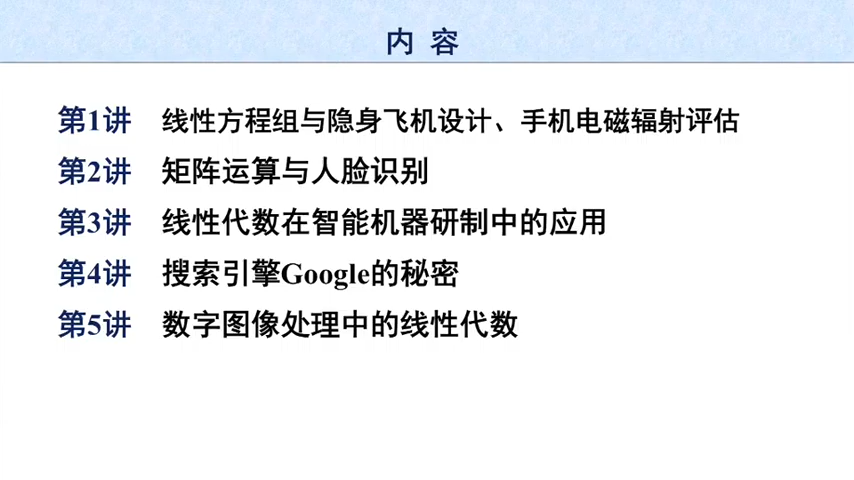 内 容
第1讲 线性方程组与隐身飞机设计、手机电磁辐射评估
第2讲 矩阵运算与人脸识别
第3讲 线性代数在智能机器研制中的应用
第4讲 搜索引擎Google的秘密
第5讲 数字图像处理中的线性代数